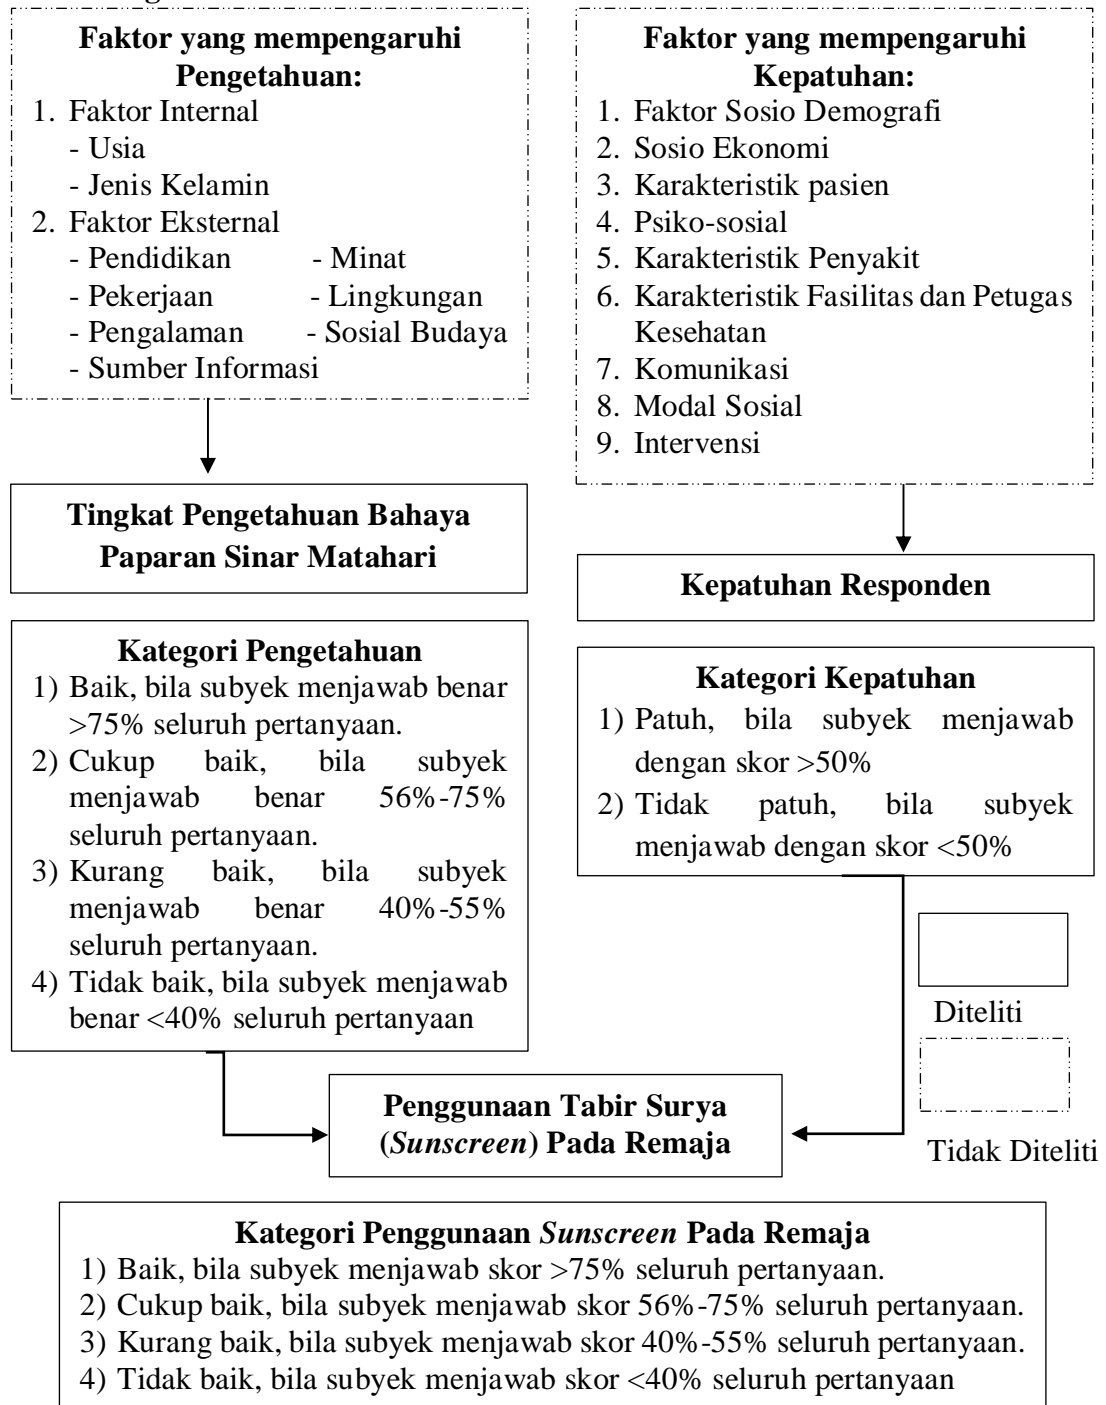 Faktor yang mempengaruhi
Pengetahuan:
1. Faktor Internal
- Usia
- Jenis Kelamin
2. Faktor Eksternal
- Pendidikan - Minat
- Pekerjaan - Lingkungan
- Pengalaman - Sosial Budaya
- Sumber Informasi
Faktor yang mempengaruhi
Kepatuhan:
1. Faktor Sosio Demografi
2. Sosio Ekonomi
3. Karakteristik pasien
4. Psiko-sosial
5. Karakteristik Penyakit
6. Karakteristik Fasilitas dan Petugas
Kesehatan
7. Komunikasi
8. Modal Sosial
9. Intervensi
Tingkat Pengetahuan Bahaya
Paparan Sinar Matahari
Kepatuhan Responden
Kategori Pengetahuan
1) Baik, bila subyek menjawab benar
>75% seluruh pertanyaan.
2) Cukup baik, bila subyek
menjawab benar 56%-75%
seluruh pertanyaan.
3) Kurang baik, bila subyek
menjawab benar 40%-55%
seluruh pertanyaan.
4) Tidak baik, bila subyek menjawab
benar <40% seluruh pertanyaan
Kategori Kepatuhan
1) Patuh, bila subyek menjawab
dengan skor >50%
2) Tidak patuh, bila subyek
menjawab dengan skor <50%
Diteliti
Tidak Diteliti
Penggunaan Tabir Surya
(Sunscreen) Pada Remaja
Kategori Penggunaan Sunscreen Pada Remaja
1) Baik, bila subyek menjawab skor >75% seluruh pertanyaan.
2) Cukup baik, bila subyek menjawab skor 56%-75% seluruh pertanyaan.
3) Kurang baik, bila subyek menjawab skor 40%-55% seluruh pertanyaan.
4) Tidak baik, bila subyek menjawab skor <40% seluruh pertanyaan